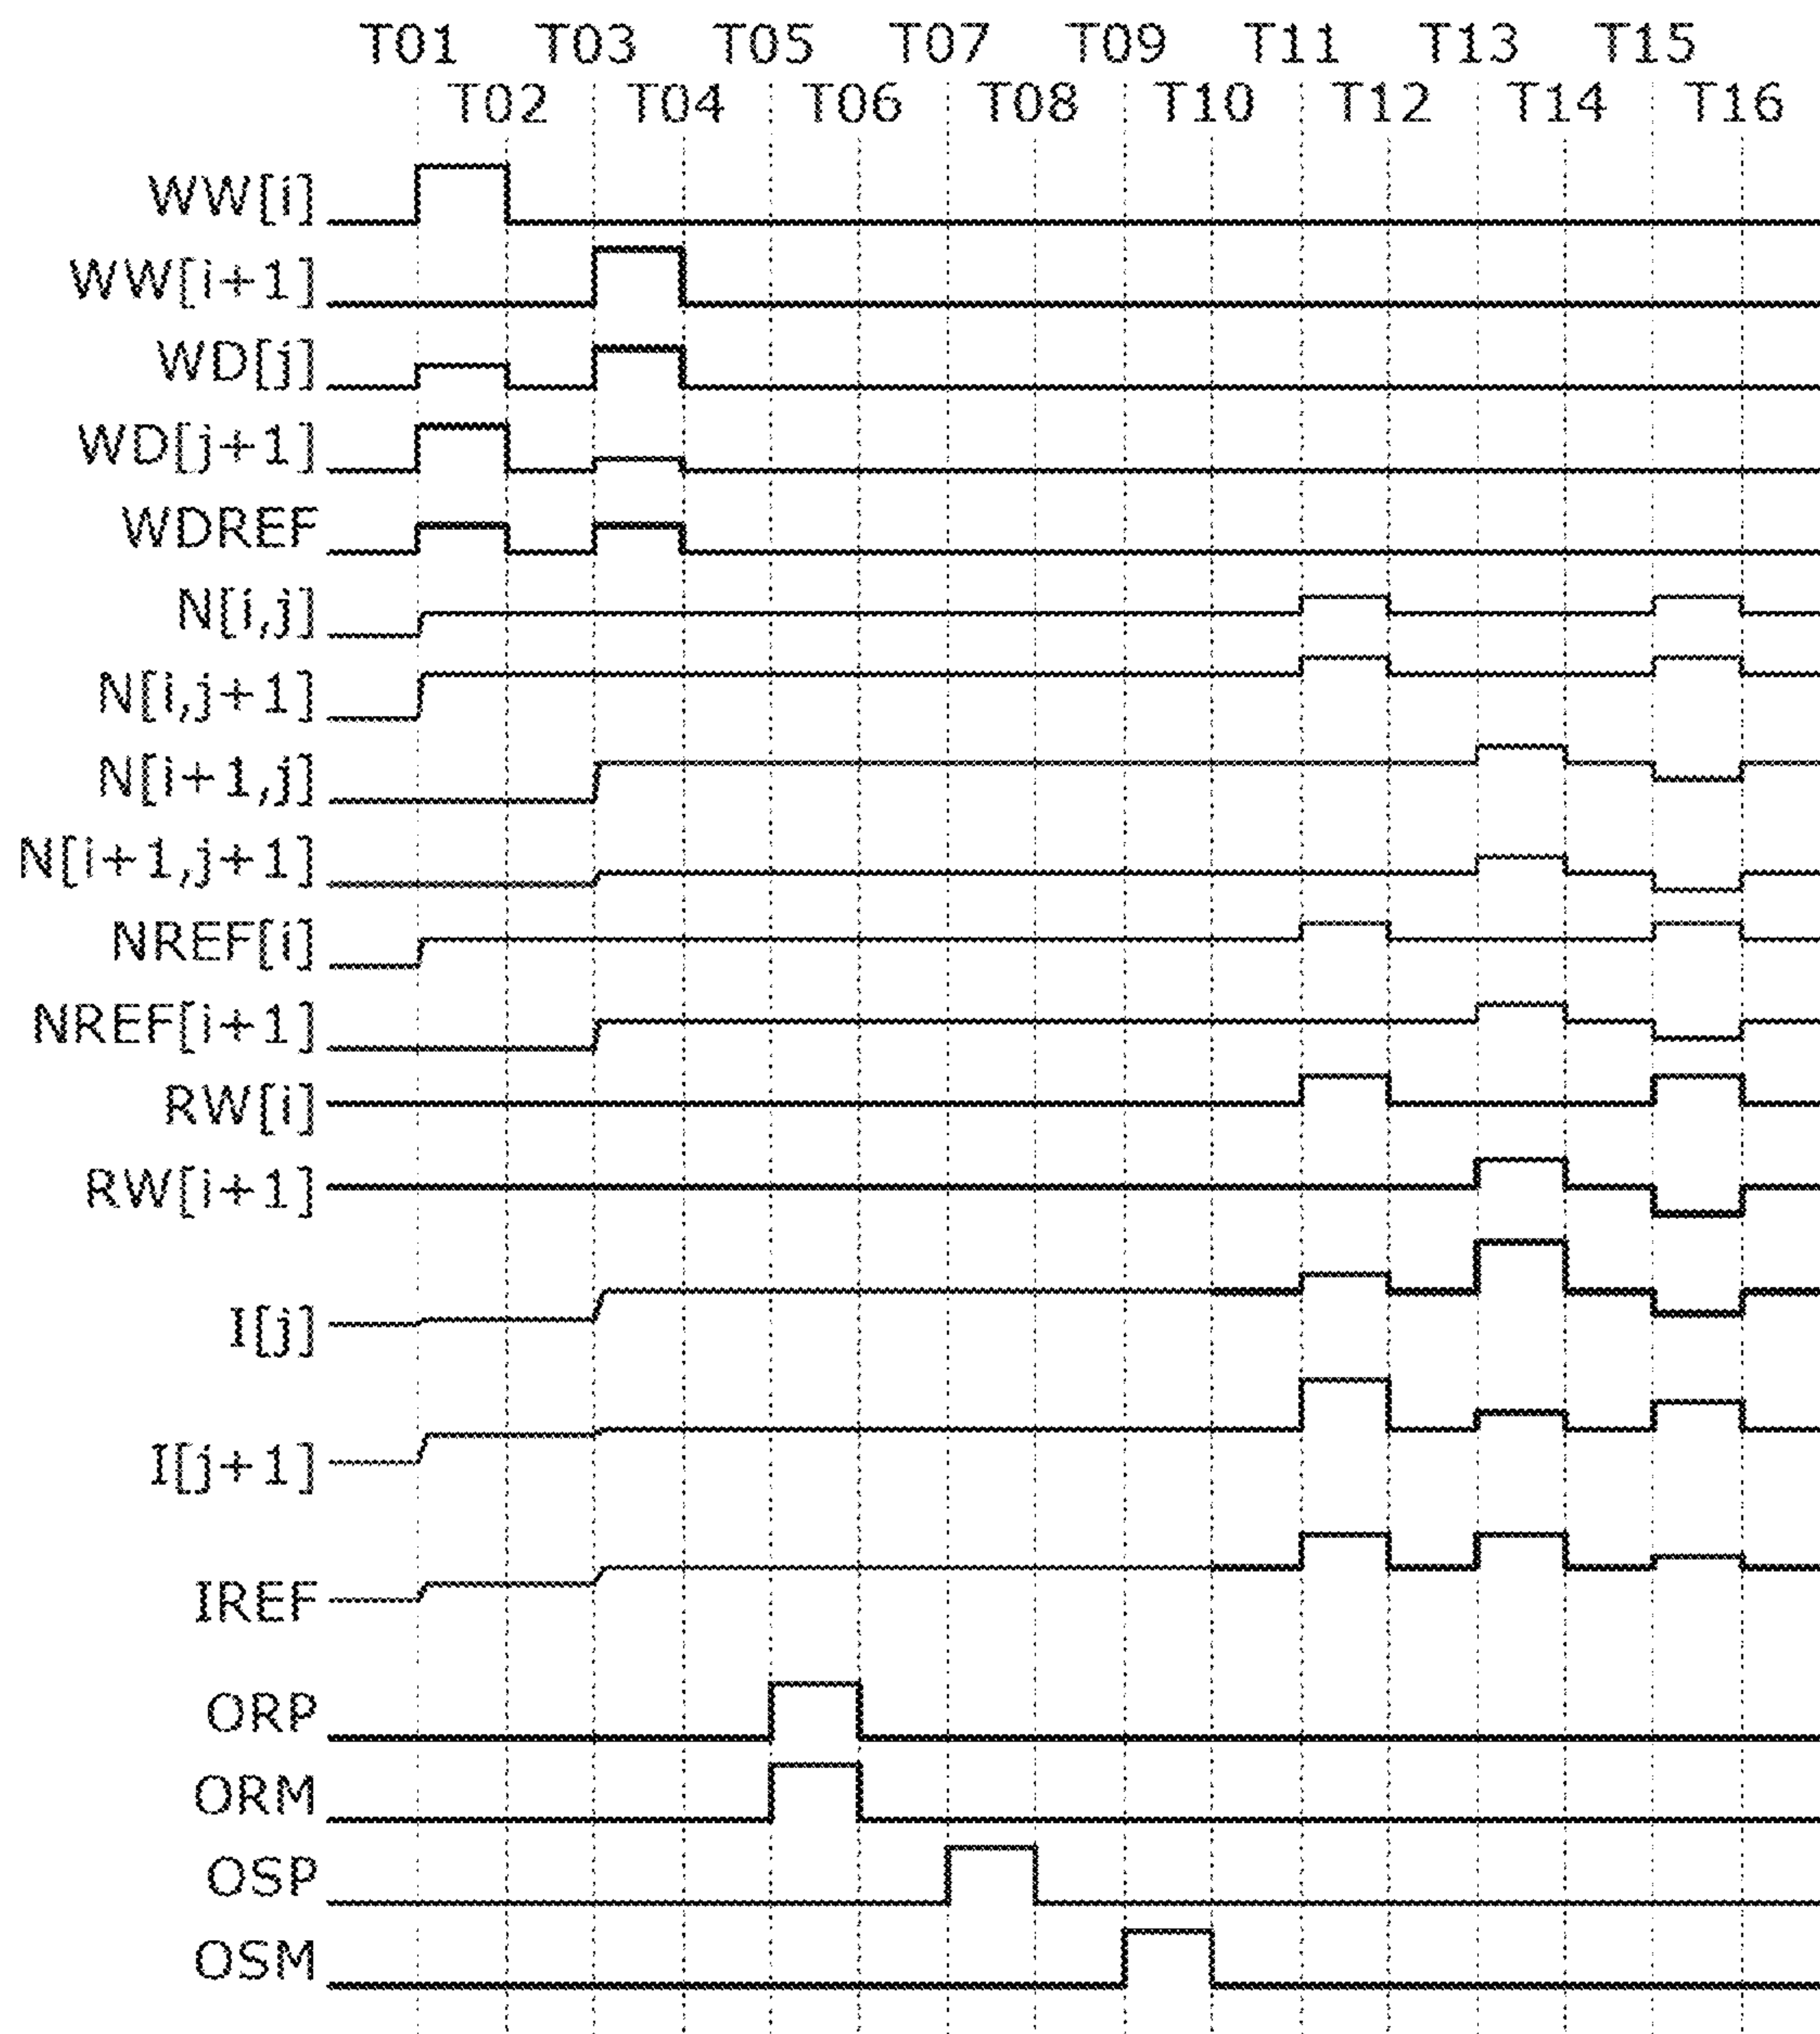 T01 T03 T05 T07 T09 T11 T13 T15
T02 T04 T06 T08 T10 T12 T14 T16
WW[i]
WW[i+1]
WD[j]
WD[j+1]
WDREF
N[i,j]
N[i,j+1]
N[i+1,j]
N[i+1,j+1]
NREF[i]
NREF[i+1]
RW[i]
RW[i+1]
I[j]
I[j+1]
IREF
ORP
ORM
OSP
OSM